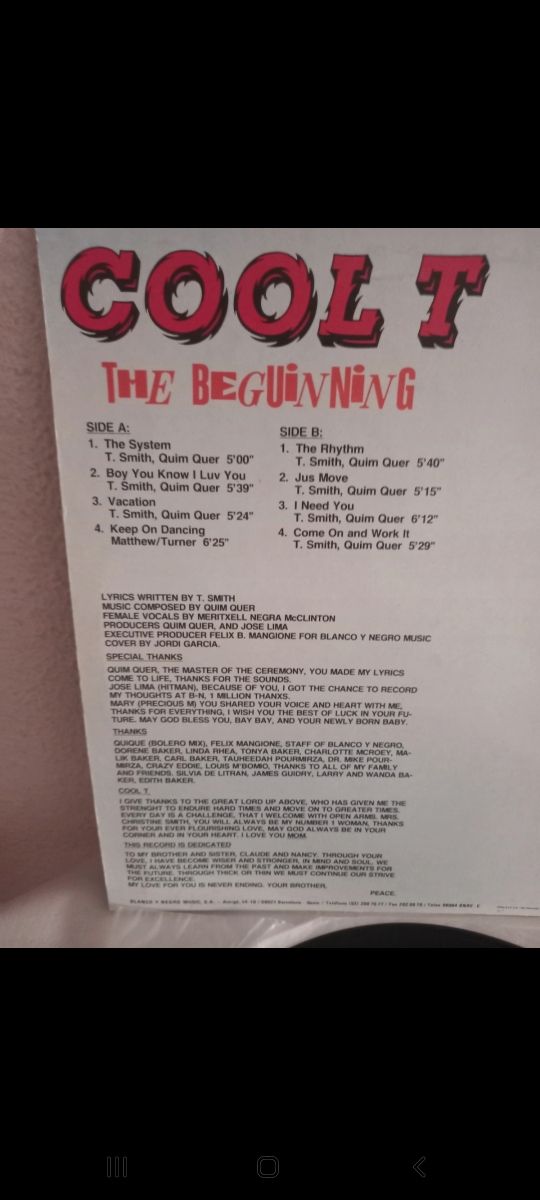 COOL T
THE BEGUINNING
SIDE A:
1. The System
T. Smith, Quim Quer 5'00"
2. Boy You Know I Luv You
T. Smith, Quim Quer 5'39"
3. Vacation
T. Smith, Quim Quer 5'24"
4. Keep On Dancing
Matthew/Turner 6'25"
SIDE B:
1. The Rhythm
T. Smith, Quim Quer 5'40"
2. Jus Move
T. Smith, Quim Quer 5'15"
3. I Need You
T. Smith, Quim Quer 6'12"
4. Come On and Work It
T. Smith, Quim Quer 5'29"
LYRICS WRITTEN BY T. SMITH
MUSIC COMPOSED BY QUIM QUER
FEMALE VOCALS BY MERITXELL NEGRA McCLINTON
PRODUCERS QUIM QUER, AND JOSE LIMA
EXECUTIVE PRODUCER FELIX B. MANGIONE FOR BLANCO Y NEGRO MUSIC
COVER BY JORDI GARCIA.
SPECIAL THANKS
QUIM QUER, THE MASTER OF THE CEREMONY, YOU MADE MY LYRICS
COME TO LIFE, THANKS FOR THE SOUNDS.
JOSE LIMA (HITMAN), BECAUSE OF YOU, I GOT THE CHANCE TO RECORD
MY THOUGHTS AT B-N, 1 MILLION THANXS.
MARY (PRECIOUS M) YOU SHARED YOUR VOICE AND HEART WITH ME,
THANKS FOR EVERYTHING, I WISH YOU THE BEST OF LUCK IN YOUR FU-
TURE. MAY GOD BLESS YOU, BAY BAY, AND YOUR NEWLY BORN BABY.
THANKS
QUIQUE (BOLERO MIX), FELIX MANGIONE, STAFF OF BLANCO Y NEGRO,
DORENE BAKER, LINDA RHEA, TONYA BAKER, CHARLOTTE MCROEY, MA-
LIK BAKER, CARL BAKER, TAUHEEDAH POURMIRZA, DR. MIKE POUR-
MIRZA, CRAZY EDDIE, LOUIS M'BOMIO, THANKS TO ALL OF MY FAMILY
AND FRIENDS. SILVIA DE LITRAN, JAMES GUIDRY, LARRY AND WANDA BA-
KER, EDITH BAKER.
COOL T
I GIVE THANKS TO THE GREAT LORD UP ABOVE, WHO HAS GIVEN ME THE
STRENGHT TO ENDURE HARD TIMES AND MOVE ON TO GREATER TIMES.
EVERY DAY IS A CHALLENGE, THAT I WELCOME WITH OPEN ARMS. MRS.
CHRISTINE SMITH, YOU WILL ALWAYS BE MY NUMBER 1 WOMAN, THANKS
FOR YOUR EVER FLOURISHING LOVE, MAY GOD ALWAYS BE IN YOUR
CORNER AND IN YOUR HEART. I LOVE YOU MOM.
THIS RECORD IS DEDICATED
TO MY BROTHER AND SISTER, CLAUDE AND NANCY. THROUGH YOUR
LOVE, I HAVE BECOME WISER AND STRONGER, IN MIND AND SOUL. WE
MUST ALWAYS LEARN FROM THE PAST AND MAKE IMPROVEMENTS FOR
THE FUTURE. THROUGH THICK OR THIN WE MUST CONTINUE OUR STRIVE
FOR EXCELLENCE.
MY LOVE FOR YOU IS NEVER ENDING. YOUR BROTHER,
PEACE.
BLANCO Y NEGRO MUSIC, S.A.